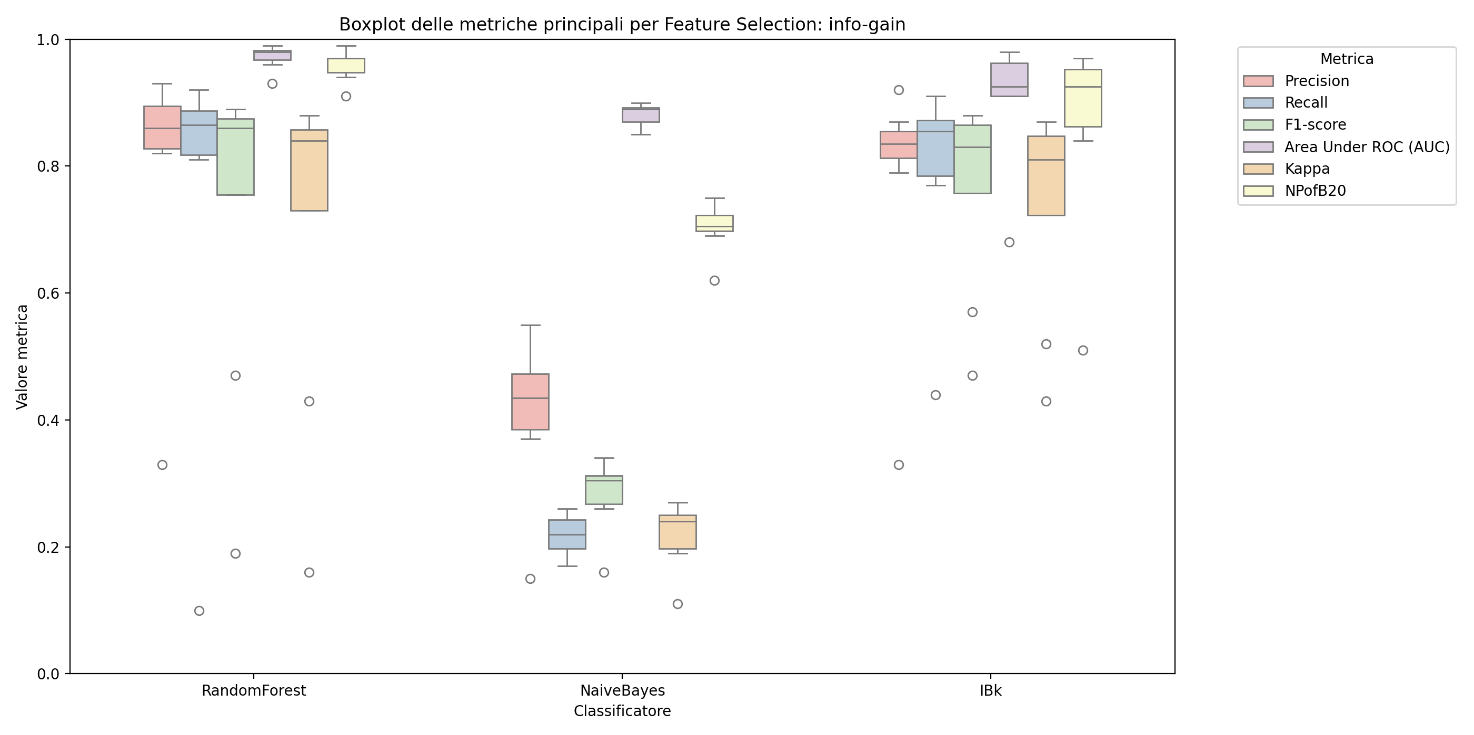 Boxplot delle metriche principali per Feature Selection: info-gain
1.0
0.8
0.6
0.4
0.2
0.0
Valore metrica
RandomForest
NaiveBayes
IBk
Classificatore
Metrica
Precision
Recall
F1-score
Area Under ROC (AUC)
Kappa
NPofB20